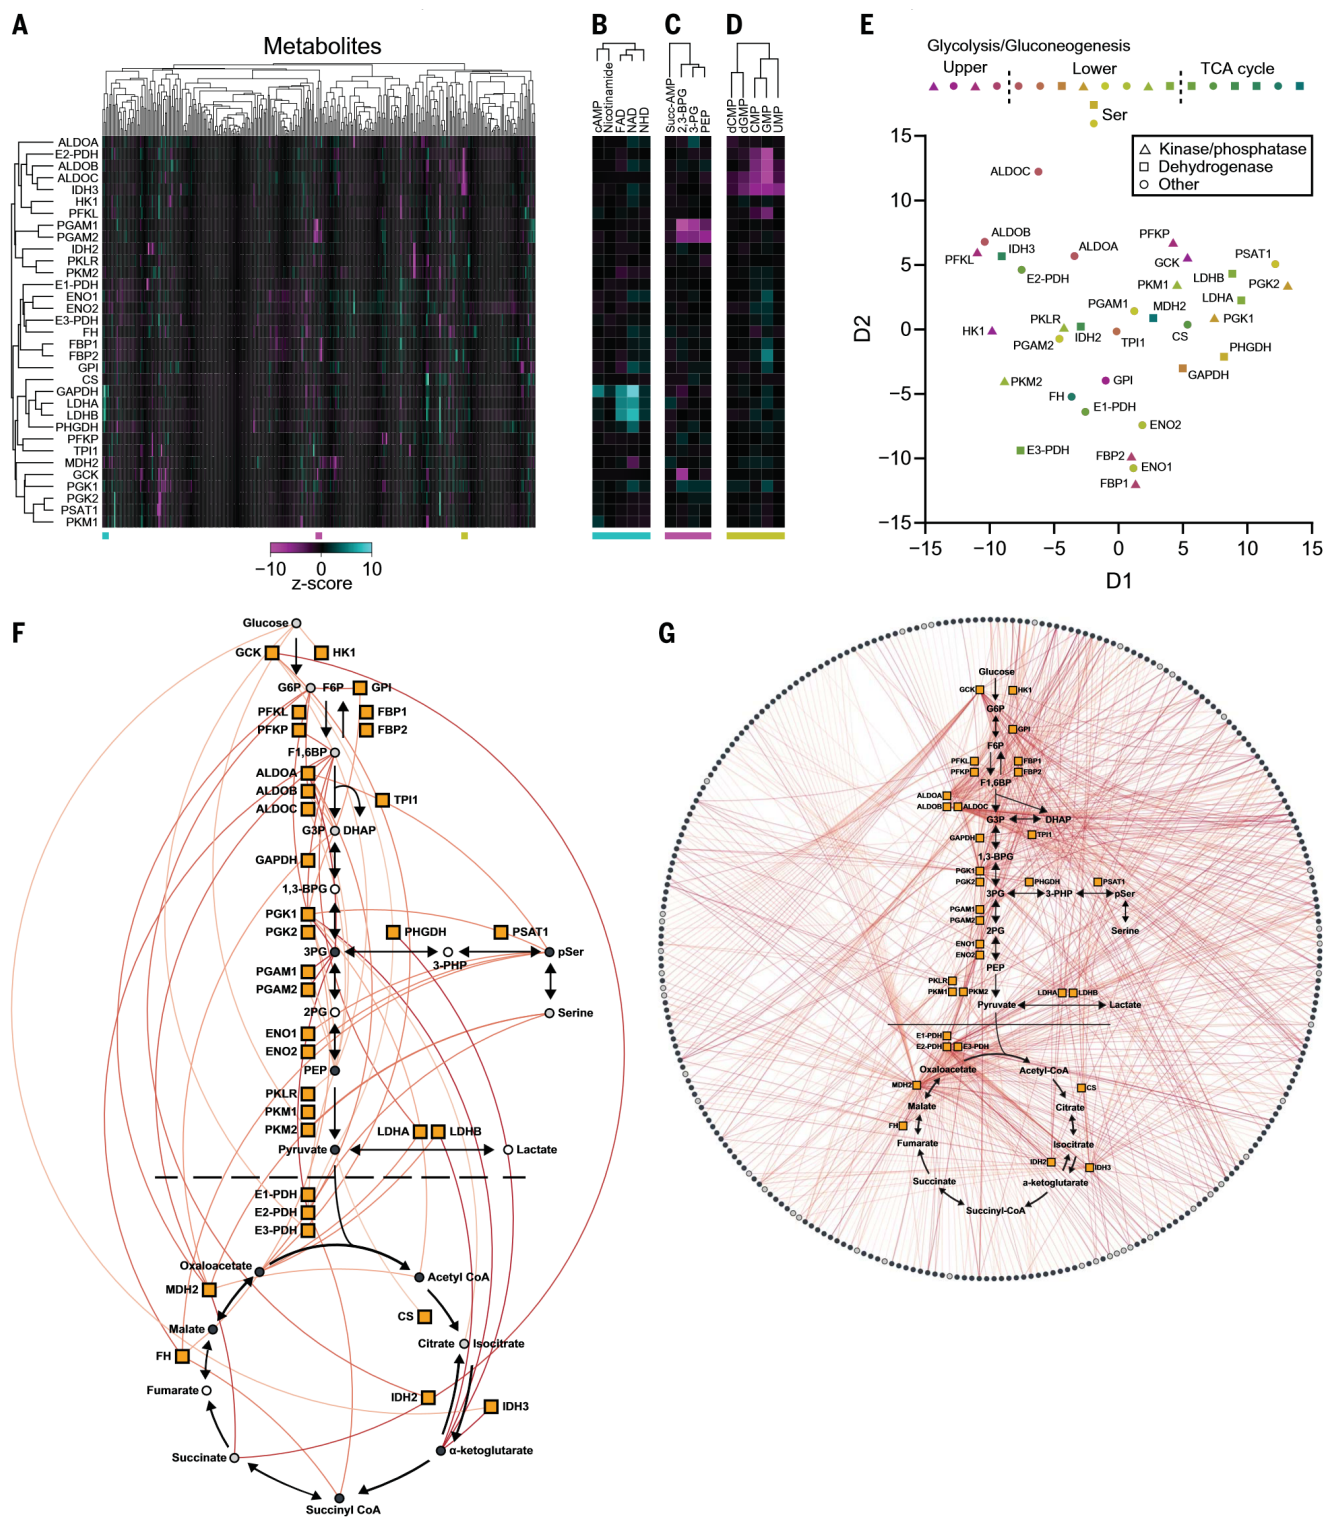 A
Metabolites
ALDOA
E2-PDH
ALDOB
ALDOC
IDH3
HK1
PFKL
PGAM1
PGAM2
IDH2
PKLR
PKM2
E1-PDH
ENO1
ENO2
E3-PDH
FH
FBP1
FBP2
GPI
CS
GAPDH
LDHA
LDHB
PHGDH
PFKP
TPI1
MDH2
GCK
PGK1
PGK2
PSAT1
PKM1
−10 0 10
z-score
B
cAMP
Nicotinamide
FAD
NAD
NHD
C
Succ-AMP
2,3-BPG
3-PG
PEP
D
dCMP
dGMP
CMP
GMP
UMP
E
Glycolysis/Gluconeogenesis
Upper Lower TCA cycle
Ser
Kinase/phosphatase
Dehydrogenase
Other
15
10
5
0
−5
−10
−15
D2
−15 −10 −5 0 5 10 15
D1
ALDOC
ALDOB
PFKL
IDH3
E2-PDH
ALDOA
PFKP
GCK
PSAT1
PKM1
LDHB
PGK2
LDHA
PGAM1
MDH2
PGK1
HK1
PKLR
PGAM2
IDH2
TPI1
CS
PHGDH
GAPDH
PKM2
GPI
FH
E1-PDH
ENO2
E3-PDH
FBP2
ENO1
FBP1
F
Glucose
GCK HK1
G6P F6P GPI
PFKL FBP1
PFKP FBP2
F1,6BP
ALDOA
ALDOB
ALDOC
TPI1
G3P DHAP
GAPDH
1,3-BPG
PGK1
PGK2 PHGDH PSAT1
3PG 3-PHP pSer
PGAM1
PGAM2
2PG Serine
ENO1
ENO2
PEP
PKLR
PKM1
PKM2 LDHA LDHB
Pyruvate Lactate
E1-PDH
E2-PDH
E3-PDH
Oxaloacetate
Acetyl CoA
MDH2
CS
Malate
Citrate Isocitrate
FH
Fumarate
IDH2 IDH3
Succinate α-ketoglutarate
Succinyl CoA
G
Glucose
GCK HK1
G6P
GPI
F6P
PFKL FBP1
PFKP FBP2
F1,6BP
ALDOA
ALDOB ALDOC
G3P DHAP
GAPDH TPI1
1,3-BPG
PGK1
PGK2 PHGDH PSAT1
3PG 3-PHP pSer
PGAM1
PGAM2
2PG Serine
ENO1
ENO2
PEP
PKLR
PKM1 PKM2 LDHA LDHB
Pyruvate Lactate
E1-PDH
E2-PDH E3-PDH
Oxaloacetate Acetyl-CoA
MDH2 CS
Malate Citrate
FH
Fumarate Isocitrate
IDH2 IDH3
Succinate a-ketoglutarate
Succinyl-CoA